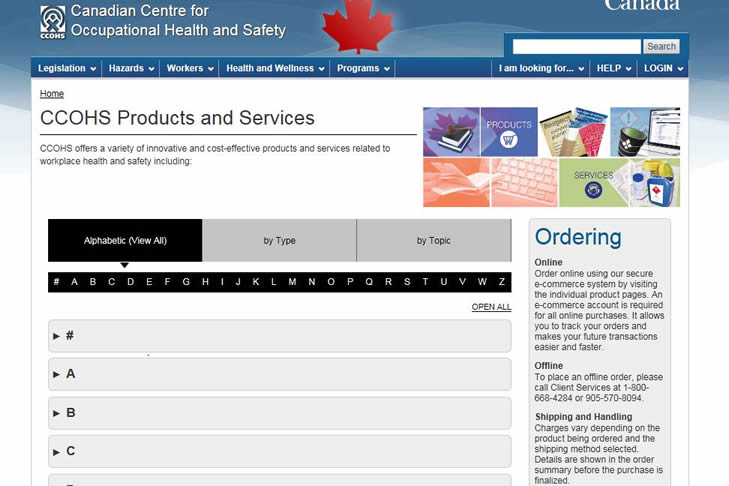 Canadian Centre for
Occupational Health and Safety
CCOHS
Canada
Search
Legislation Hazards Workers Health and Wellness Programs I am looking for... HELP LOGIN
Home
CCOHS Products and Services
CCOHS offers a variety of innovative and cost-effective products and services related to
workplace health and safety including:
PRODUCTS
SERVICES
Alphabetic (View All) by Type by Topic
# A B C D E F G H I J K L M N O P Q R S T U V W Z
OPEN ALL
#
A
B
C
Ordering
Online
Order online using our secure
e-commerce system by visiting
the individual product pages. An
e-commerce account is required
for all online purchases. It allows
you to track your orders and
makes your future transactions
easier and faster.
Offline
To place an offline order, please
call Client Services at 1-800-
668-4284 or 905-570-8094.
Shipping and Handling
Charges vary depending on the
product being ordered and the
shipping method selected.
Details are shown in the order
summary before the purchase is
finalized.